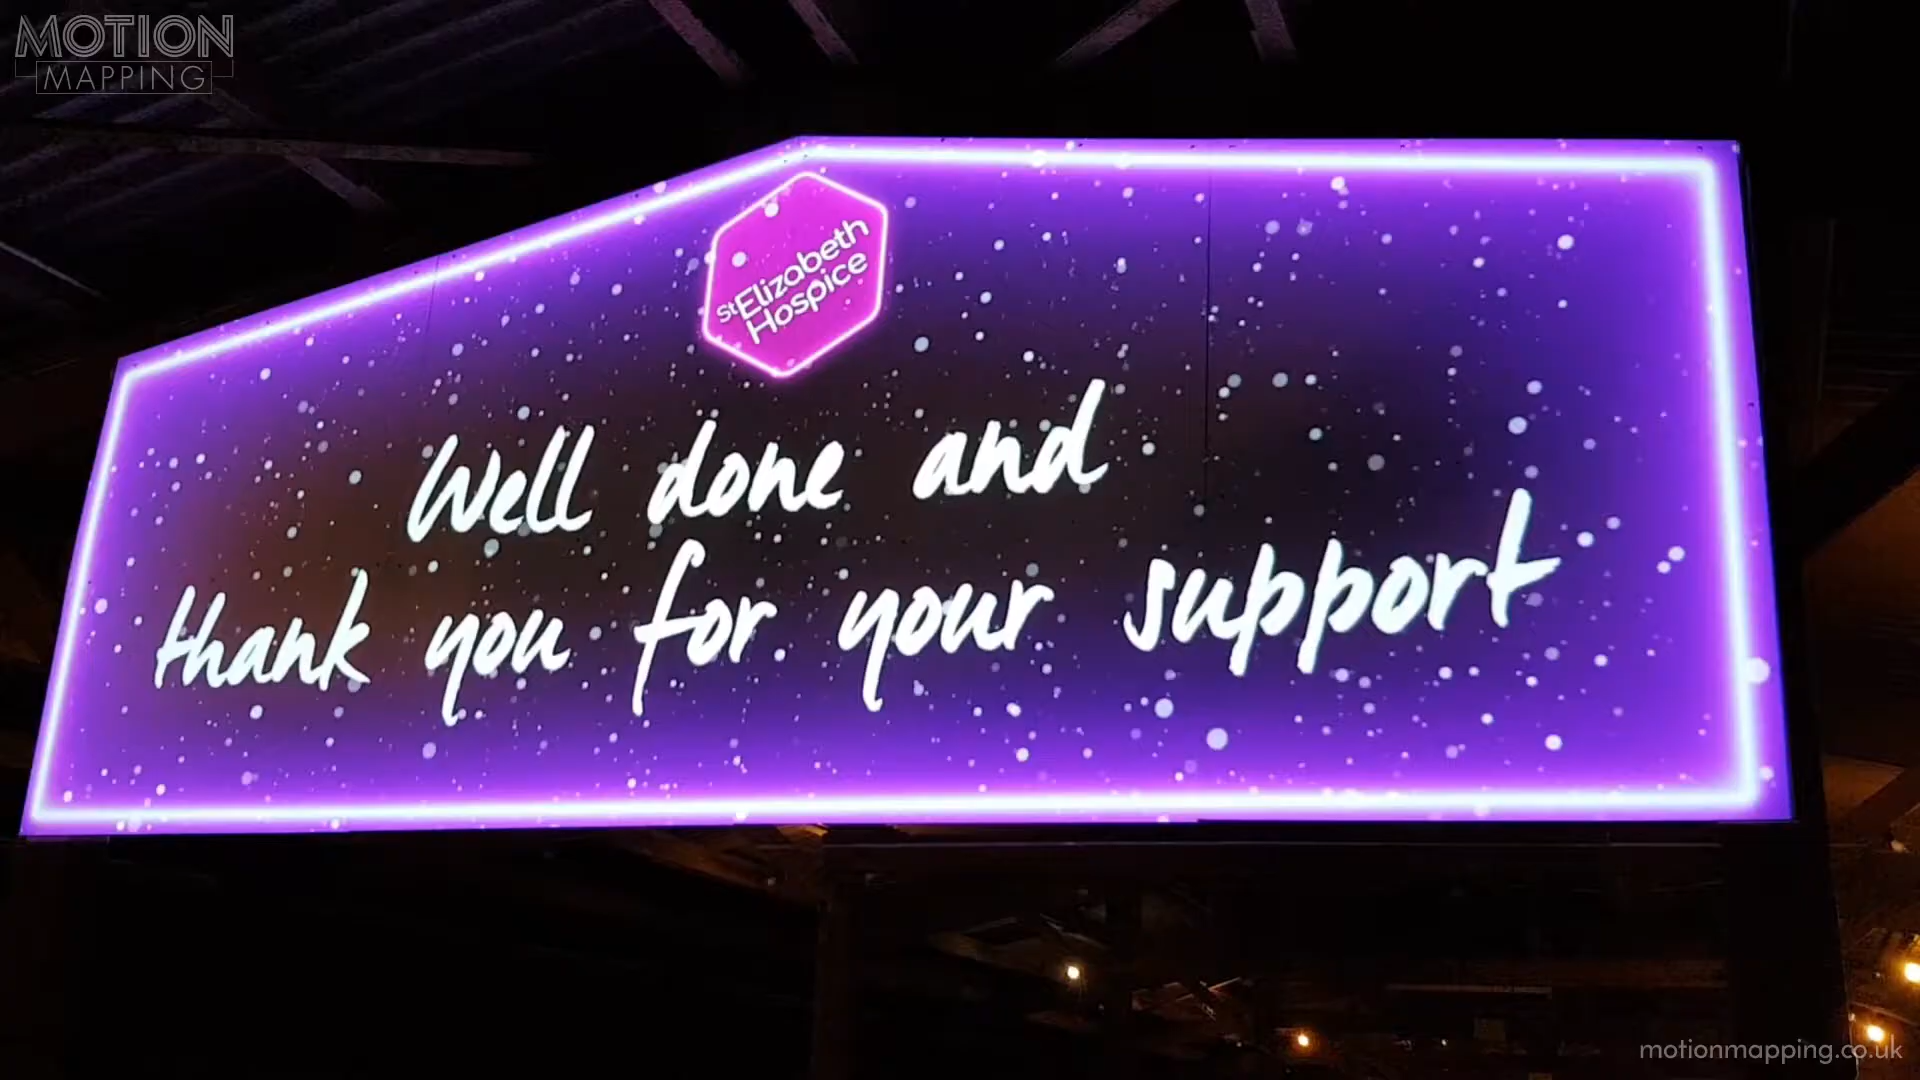 MOTION
MAPPING
St Elizabeth
Hospice
Well done and
thank you for your support
motionmapping.co.uk